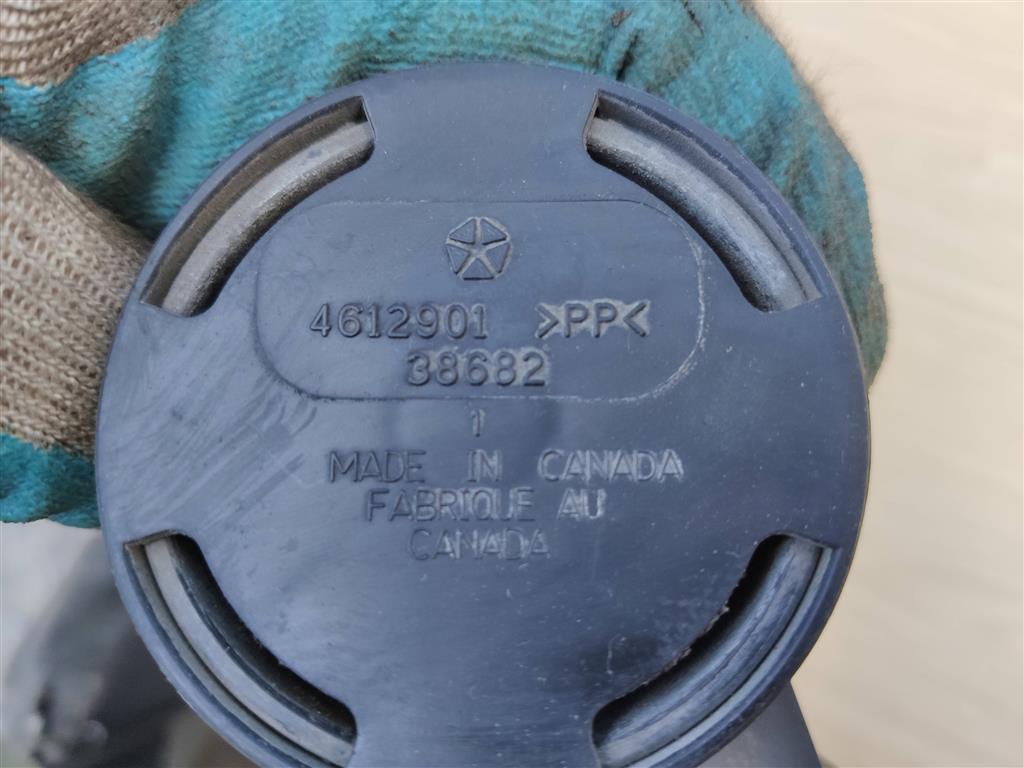 4612901 >PP<
38682
1
MADE IN CANADA
FABRIQUE AU
CANADA